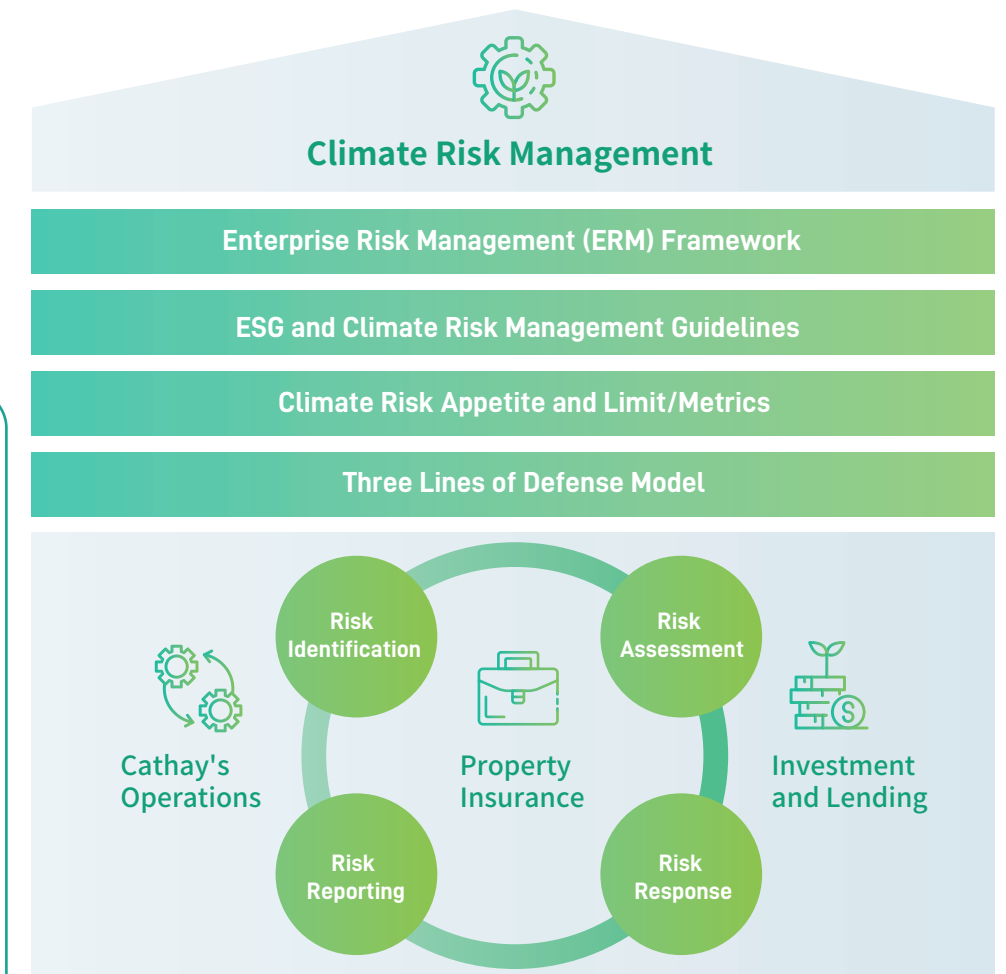 Climate Risk Management
Enterprise Risk Management (ERM) Framework
ESG and Climate Risk Management Guidelines
Climate Risk Appetite and Limit/Metrics
Three Lines of Defense Model
Risk
Identification
Risk
Assessment
Cathay's
Operations
Property
Insurance
Investment
and Lending
Risk
Reporting
Risk
Response